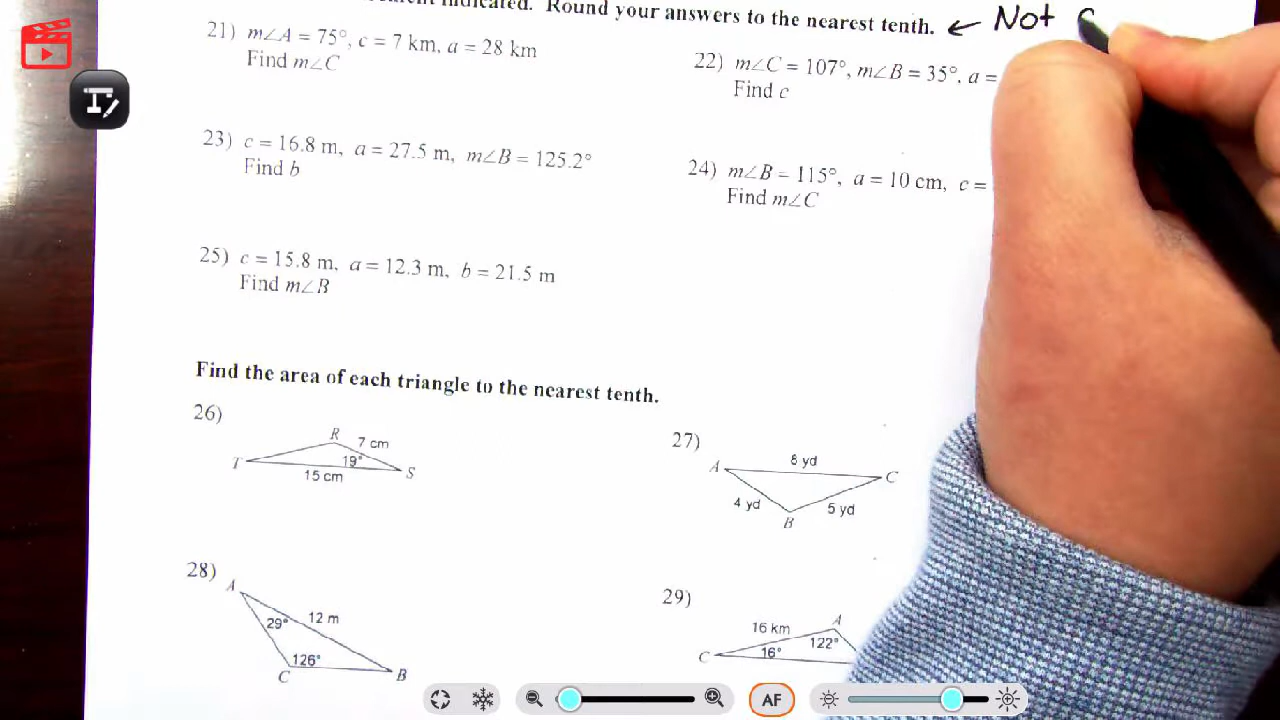 indicated. Round your answers to the nearest tenth. ← Not
21) m∠A = 75°, c = 7 km, a = 28 km
Find m∠C
22) m∠C = 107°, m∠B = 35°, a =
Find c
23) c = 16.8 m, a = 27.5 m, m∠B = 125.2°
Find b
24) m∠B = 115°, a = 10 cm, c =
Find m∠C
25) c = 15.8 m, a = 12.3 m, b = 21.5 m
Find m∠B
Find the area of each triangle to the nearest tenth.
26)
R
7 cm
T
19°
S
15 cm
27)
A
8 yd
C
4 yd
5 yd
B
28)
A
12 m
29°
126°
C
B
29)
A
16 km
122°
C
16°
AF